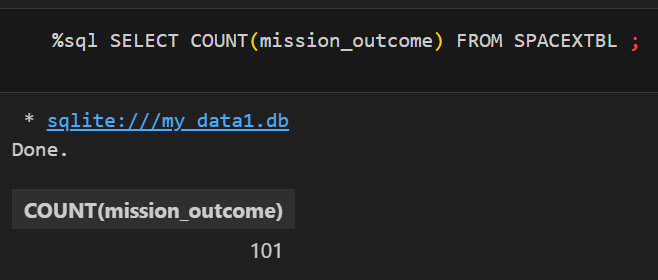 %sql SELECT COUNT(mission_outcome) FROM SPACEXTBL ;
* sqlite:///my_data1.db
Done.
COUNT(mission_outcome)
101